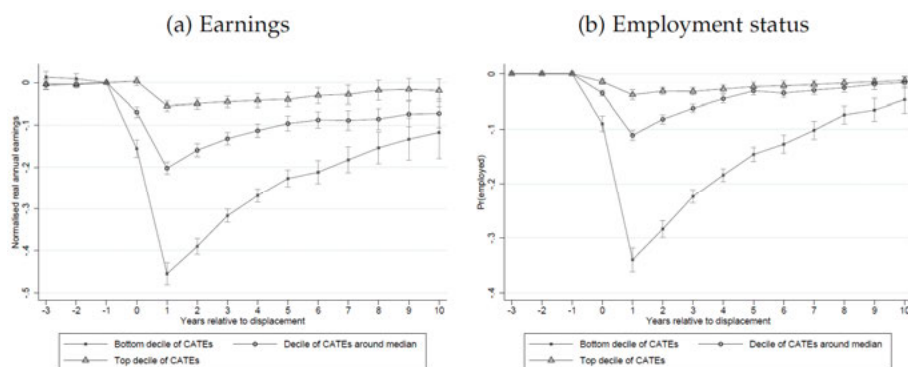 (a) Earnings
(b) Employment status
Normalised real annual earnings
0
-.1
-.2
-.3
-.4
-.5
-3 -2 -1 0 1 2 3 4 5 6 7 8 9 10
Years relative to displacement
Bottom decile of CATEs
Decile of CATEs around median
Top decile of CATEs
Pr(employed)
0
-.1
-.2
-.3
-.4
-3 -2 -1 0 1 2 3 4 5 6 7 8 9 10
Years relative to displacement
Bottom decile of CATEs
Decile of CATEs around median
Top decile of CATEs